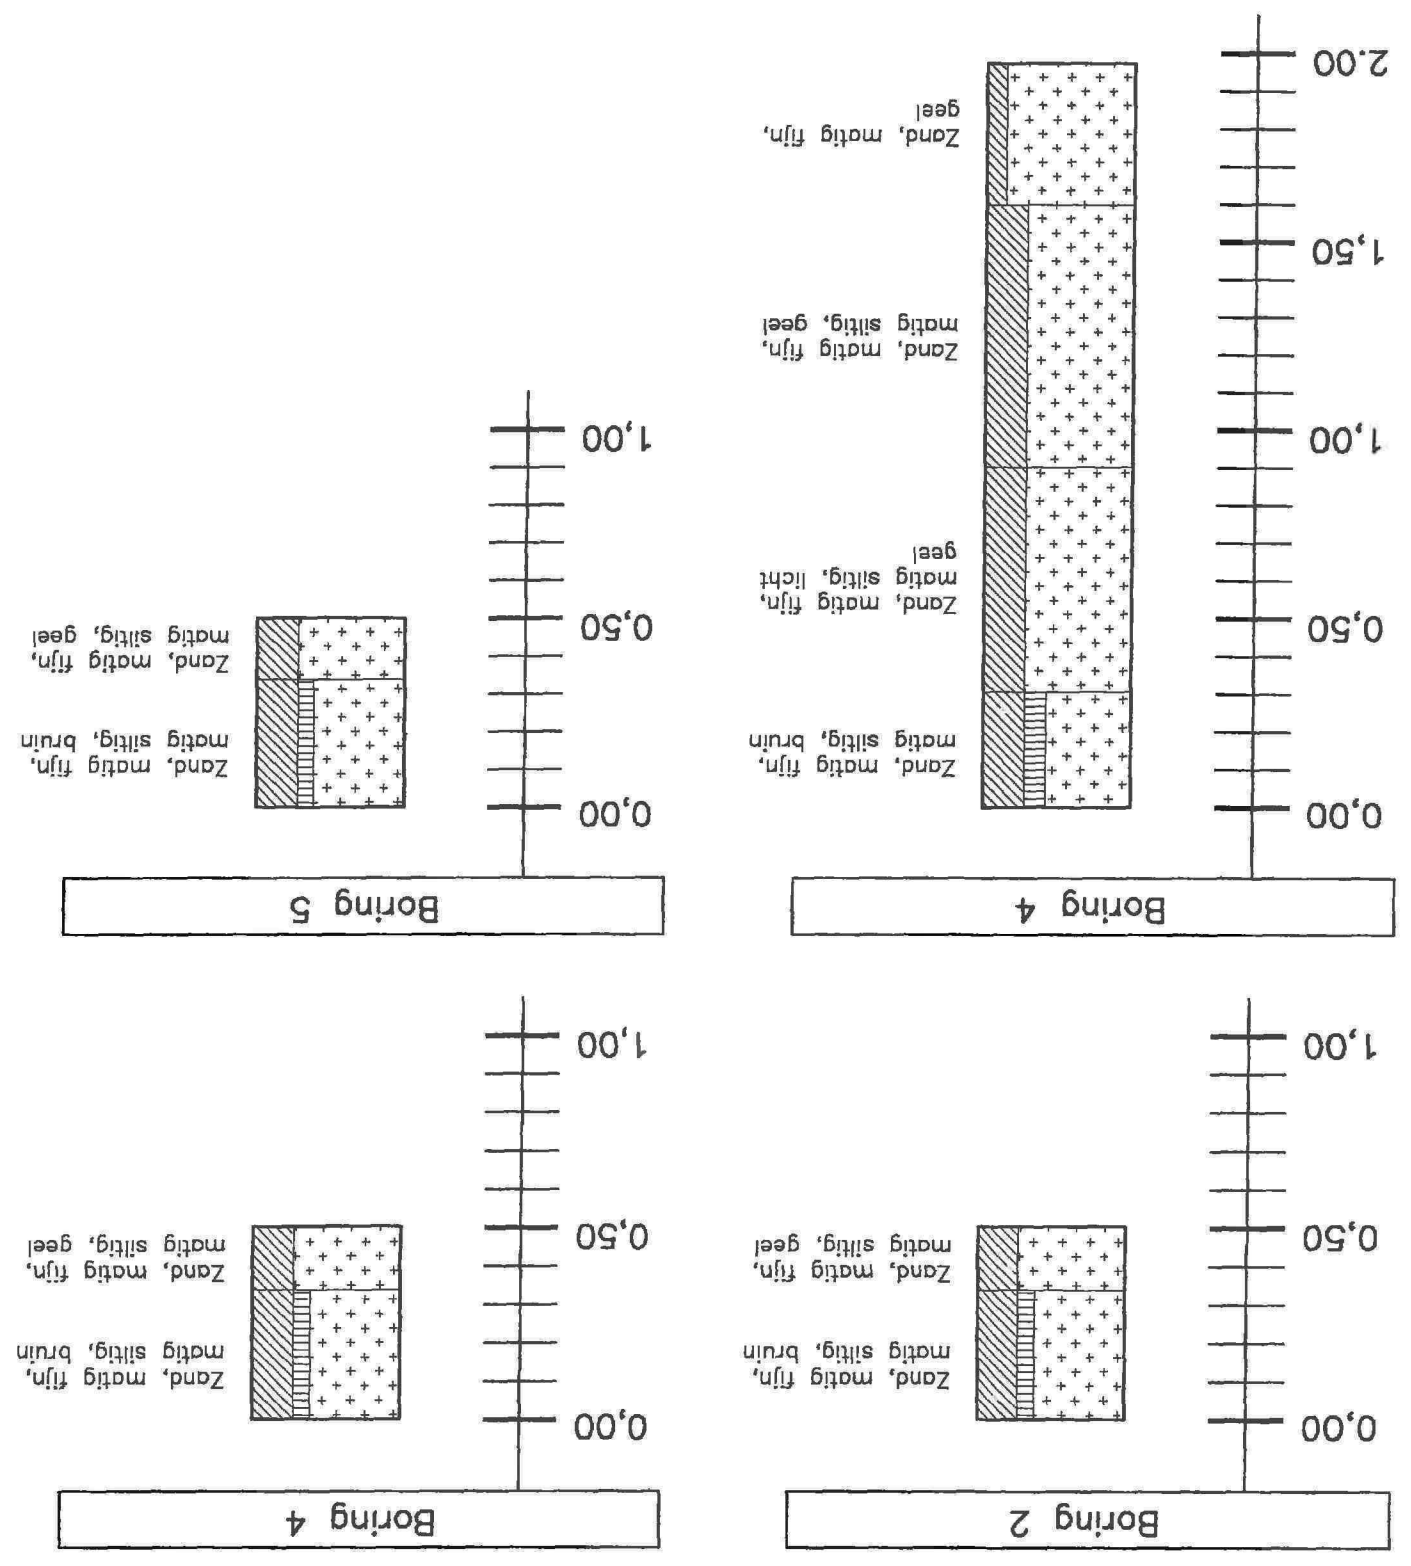 Boring 2
0,00
0,50
1,00
Zand, matig fijn,
matig siltig, bruin
Zand, matig fijn,
matig siltig, geel
Boring 4
0,00
0,50
1,00
Zand, matig fijn,
matig siltig, bruin
Zand, matig fijn,
matig siltig, geel
Boring 4
0,00
0,50
1,00
1,50
2.00
Zand, matig fijn,
matig siltig, bruin
Zand, matig fijn,
matig siltig, licht
geel
Zand, matig fijn,
matig siltig, geel
Zand, matig fijn,
geel
Boring 5
0,00
0,50
1,00
Zand, matig fijn,
matig siltig, bruin
Zand, matig fijn,
matig siltig, geel